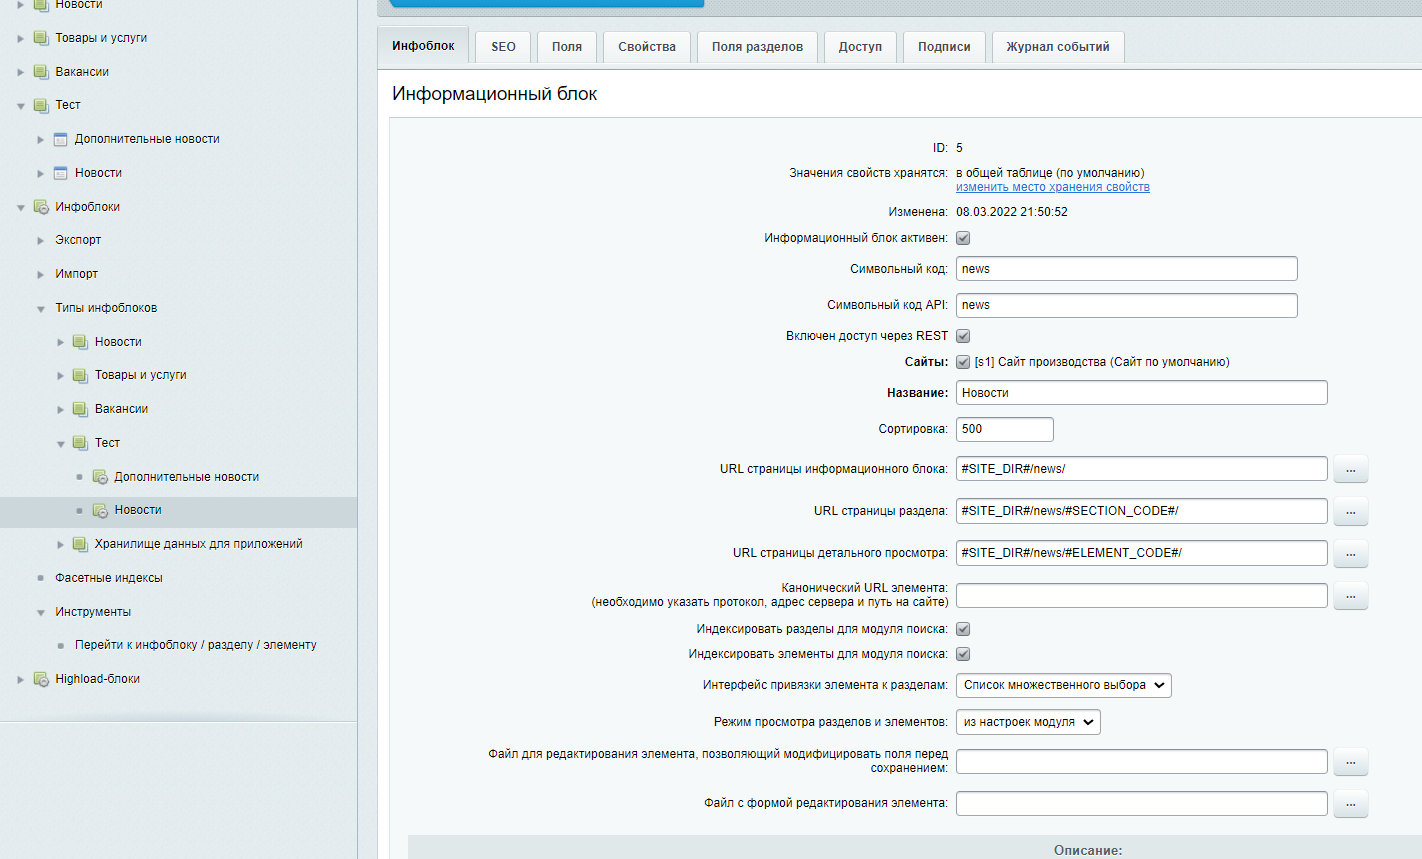 Новости
Товары и услуги
Вакансии
Тест
Дополнительные новости
Новости
Инфоблоки
Экспорт
Импорт
Типы инфоблоков
Новости
Товары и услуги
Вакансии
Тест
Дополнительные новости
Новости
Хранилище данных для приложений
Фасетные индексы
Инструменты
Перейти к инфоблоку / разделу / элементу
Highload-блоки
Инфоблок SEO Поля Свойства Поля разделов Доступ Подписи Журнал событий
Информационный блок
ID: 5
Значения свойств хранятся: в общей таблице (по умолчанию)
изменить место хранения свойств
Изменена: 08.03.2022 21:50:52
Информационный блок активен:
Символьный код: news
Символьный код API: news
Включен доступ через REST
Сайты: [s1] Сайт производства (Сайт по умолчанию)
Название: Новости
Сортировка: 500
URL страницы информационного блока: #SITE_DIR#/news/ ...
URL страницы раздела: #SITE_DIR#/news/#SECTION_CODE#/ ...
URL страницы детального просмотра: #SITE_DIR#/news/#ELEMENT_CODE#/ ...
Канонический URL элемента:
(необходимо указать протокол, адрес сервера и путь на сайте) ...
Индексировать разделы для модуля поиска:
Индексировать элементы для модуля поиска:
Интерфейс привязки элемента к разделам: Список множественного выбора
Режим просмотра разделов и элементов: из настроек модуля
Файл для редактирования элемента, позволяющий модифицировать поля перед
сохранением: ...
Файл с формой редактирования элемента: ...
Описание: